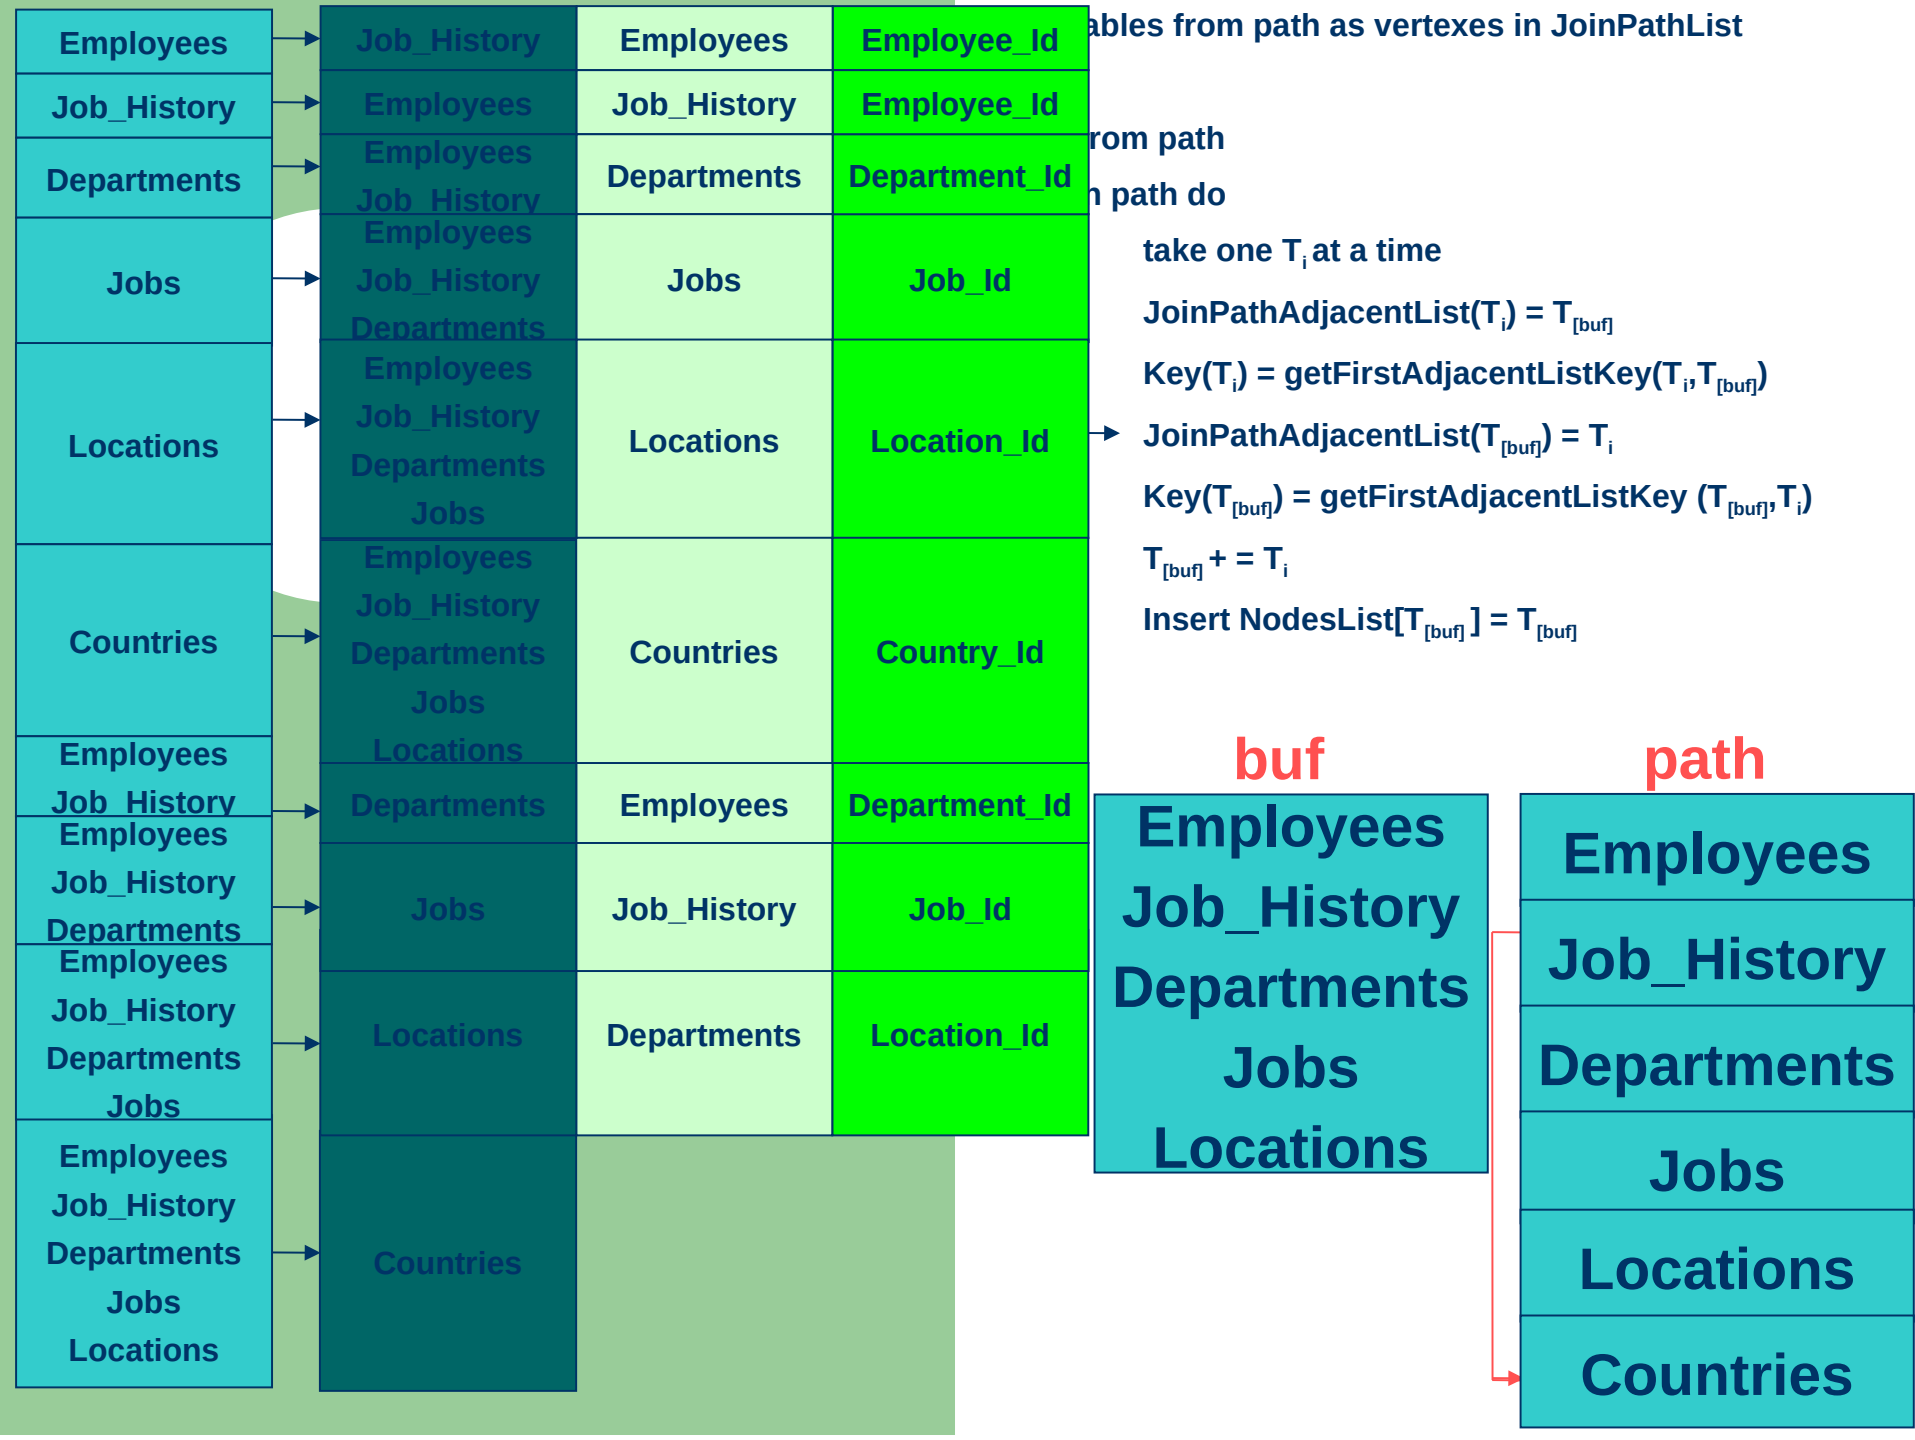 Employees
Job_History
Employees
Employee_Id
ables from path as vertexes in JoinPathList
Job_History
Employees
Job_History
Employee_Id
rom path
Departments
Employees
Job_History
Departments
Department_Id
n path do
Jobs
Employees
Job_History
Departments
Jobs
Job_Id
take one Ti at a time
JoinPathAdjacentList(Ti) = T[buf]
Key(Ti) = getFirstAdjacentListKey(Ti,T[buf])
JoinPathAdjacentList(T[buf]) = Ti
Key(T[buf]) = getFirstAdjacentListKey (T[buf],Ti)
T[buf] + = Ti
Insert NodesList[T[buf] ] = T[buf]
Locations
Employees
Job_History
Departments
Jobs
Locations
Location_Id
Countries
Employees
Job_History
Departments
Jobs
Locations
Countries
Country_Id
Employees
Job_History
Departments
Employees
Department_Id
Employees
Job_History
Departments
Jobs
Job_History
Job_Id
Employees
Job_History
Departments
Jobs
Locations
Departments
Location_Id
Employees
Job_History
Departments
Jobs
Locations
Countries
buf
Employees
Job_History
Departments
Jobs
Locations
path
Employees
Job_History
Departments
Jobs
Locations
Countries